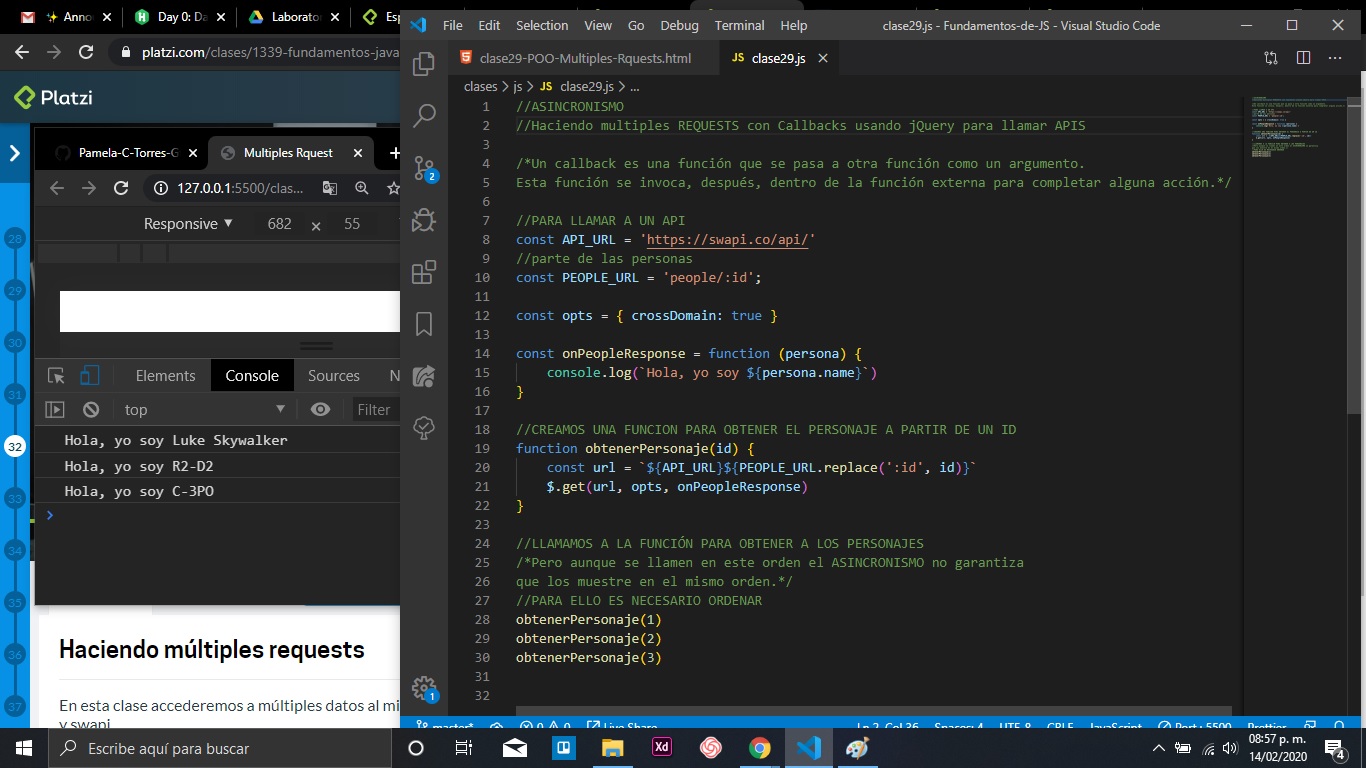 ✨ Anno
Day 0: Da
Laborator
Esp
platzi.com/clases/1339-fundamentos-java
Platzi
28
29
30
31
32
33
34
35
36
37
Pamela-C-Torres-G
Multiples Rquest
127.0.0.1:5500/clas...
Responsive
682 × 55
Elements Console Sources N
top Filter
Hola, yo soy Luke Skywalker
Hola, yo soy R2-D2
Hola, yo soy C-3PO
Haciendo múltiples requests
En esta clase accederemos a múltiples datos al mi
y swapi
File Edit Selection View Go Debug Terminal Help
clase29.js - Fundamentos-de-JS - Visual Studio Code
clase29-POO-Multiples-Rquests.html
JS clase29.js
clases > js > JS clase29.js > ...
1 //ASINCRONISMO
2 //Haciendo multiples REQUESTS con Callbacks usando jQuery para llamar APIS
3
4 /*Un callback es una función que se pasa a otra función como un argumento.
5 Esta función se invoca, después, dentro de la función externa para completar alguna acción.*/
6
7 //PARA LLAMAR A UN API
8 const API_URL = 'https://swapi.co/api/'
9 //parte de las personas
10 const PEOPLE_URL = 'people/:id';
11
12 const opts = { crossDomain: true }
13
14 const onPeopleResponse = function (persona) {
15 console.log(`Hola, yo soy ${persona.name}`)
16 }
17
18 //CREAMOS UNA FUNCION PARA OBTENER EL PERSONAJE A PARTIR DE UN ID
19 function obtenerPersonaje(id) {
20 const url = `${API_URL}${PEOPLE_URL.replace(':id', id)}`
21 $.get(url, opts, onPeopleResponse)
22 }
23
24 //LLAMAMOS A LA FUNCIÓN PARA OBTENER A LOS PERSONAJES
25 /*Pero aunque se llamen en este orden el ASINCRONISMO no garantiza
26 que los muestre en el mismo orden.*/
27 //PARA ELLO ES NECESARIO ORDENAR
28 obtenerPersonaje(1)
29 obtenerPersonaje(2)
30 obtenerPersonaje(3)
31
32
2
1
master* 0 0 Live Share
Ln 2, Col 36 Spaces: 4 UTF-8 CRLF JavaScript Port : 5500 Prettier
Escribe aquí para buscar
Xd
08:57 p. m.
14/02/2020
4